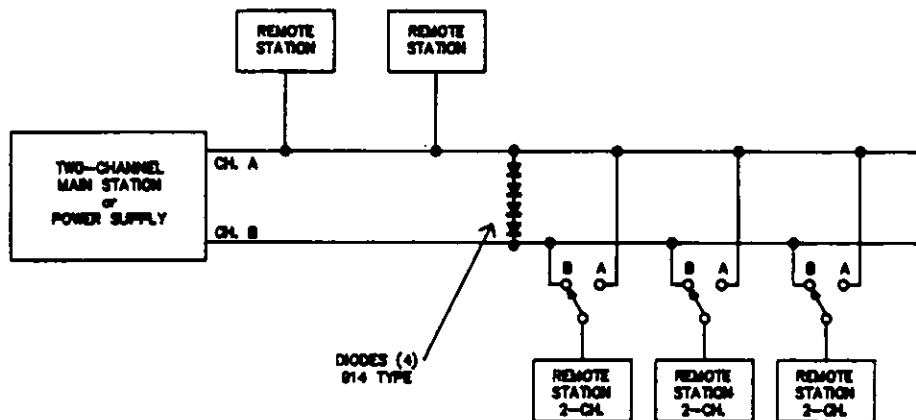 REMOTE
STATION
REMOTE
STATION
TWO-CHANNEL
MAIN STATION
or
POWER SUPPLY
CH. A
CH. B
B A
B A
B A
DIODES (4)
914 TYPE
REMOTE
STATION
2-CH.
REMOTE
STATION
2-CH.
REMOTE
STATION
2-CH.